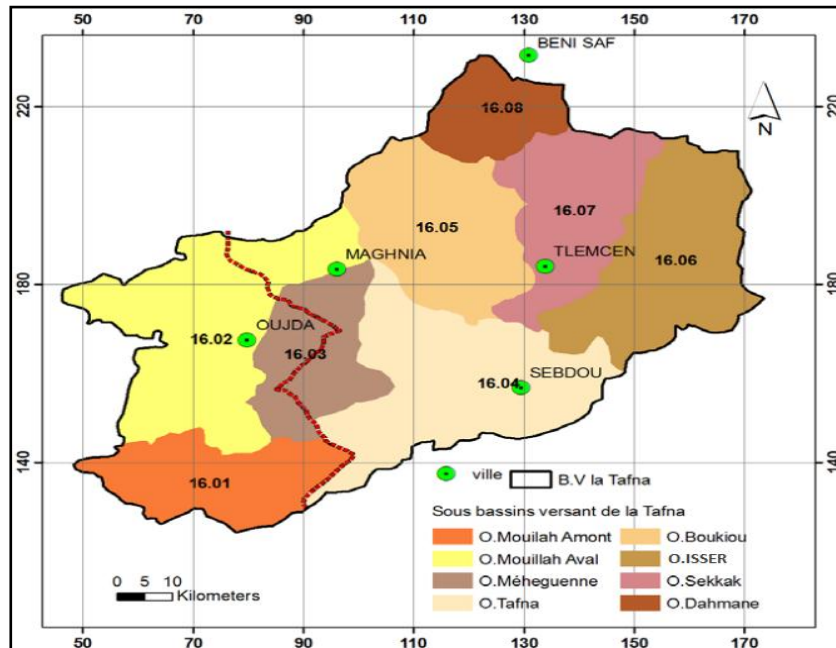 50 70 90 110 130 150 170
BENI SAF
220 220
16.08
N
16.05
16.07
MAGHNIA
TLEMCEN
16.06
180 180
OUJDA
16.02
16.03
SEBDOU
16.04
140 140
16.01
ville
B.V la Tafna
Sous bassins versant de la Tafna
O.Mouilah Amont
O.Boukiou
O.Mouillah Aval
O.ISSER
O.Méheguenne
O.Sekkak
O.Tafna
O.Dahmane
0 5 10
Kilometers
50 70 90 110 130 150 170